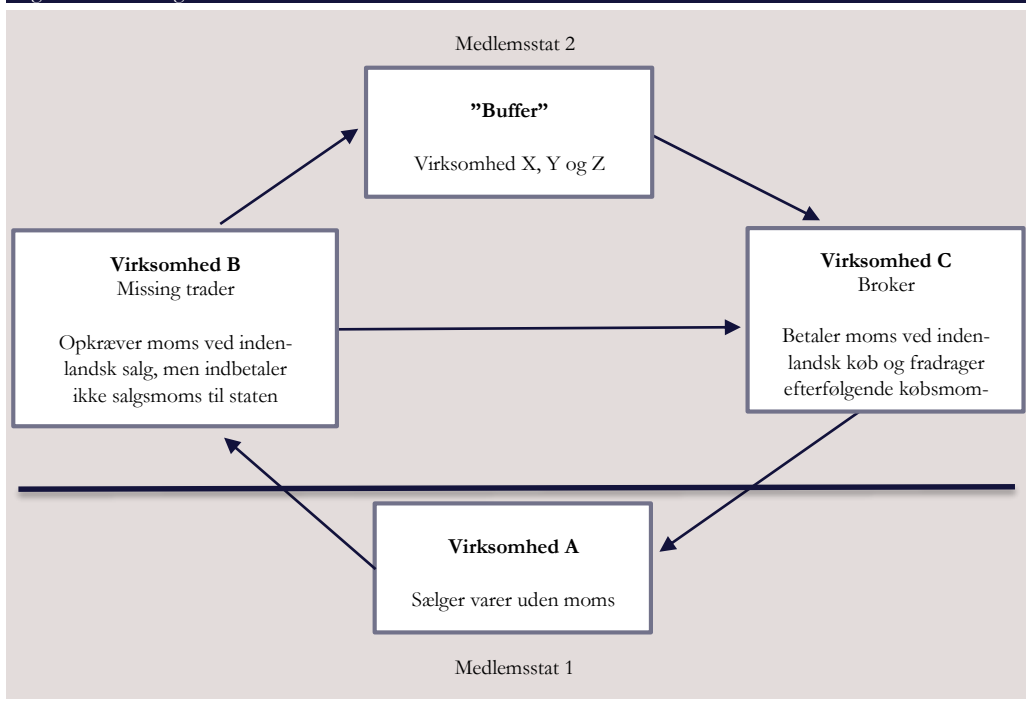 Medlemsstat 2
”Buffer”
Virksomhed X, Y og Z
Virksomhed B
Missing trader
Opkræver moms ved inden-
landsk salg, men indbetaler
ikke salgsmoms til staten
Virksomhed C
Broker
Betaler moms ved inden-
landsk køb og fradrager
efterfølgende købsmom-
Virksomhed A
Sælger varer uden moms
Medlemsstat 1